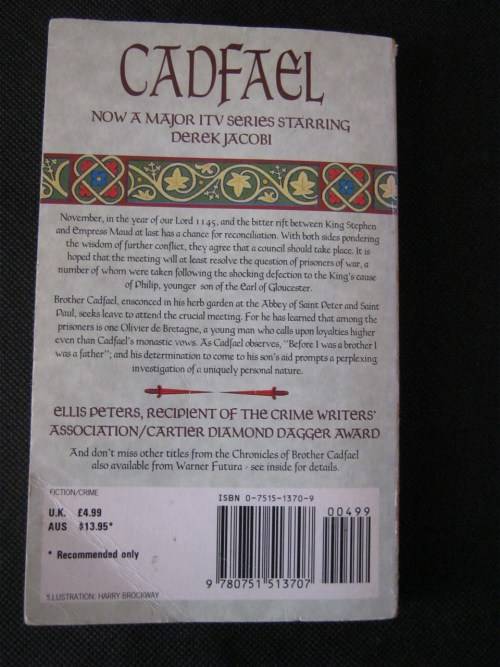 CADFAEL
NOW A MAJOR ITV SERIES STARRING
DEREK JACOBI
November, in the year of our Lord 1145, and the bitter rift between King Stephen
and Empress Maud at last has a chance for reconciliation. With both sides pondering
the wisdom of further conflict, they agree that a council should take place. It is
hoped that the meeting will at least resolve the question of prisoners of war, a
number of whom were taken following the shocking defection to the King's cause
of Philip, younger son of the Earl of Gloucester.
Brother Cadfael, ensconced in his herb garden at the Abbey of Saint Peter and Saint
Paul, seeks leave to attend the crucial meeting. For he has learned that among the
prisoners is one Olivier de Bretagne, a young man who calls upon loyalties higher
even than Cadfael's monastic vows. As Cadfael observes, "Before I was a brother I
was a father"; and his determination to come to his son's aid prompts a perplexing
investigation of a uniquely personal nature.
ELLIS PETERS, RECIPIENT OF THE CRIME WRITERS'
ASSOCIATION/CARTIER DIAMOND DAGGER AWARD
And don't miss other titles from the Chronicles of Brother Cadfael
also available from Warner Futura - see inside for details.
FICTION/CRIME
U.K. £4.99
AUS $13.95*
* Recommended only
ISBN 0-7515-1370-9
00499
9 780751 513707
ILLUSTRATION: HARRY BROCKWAY